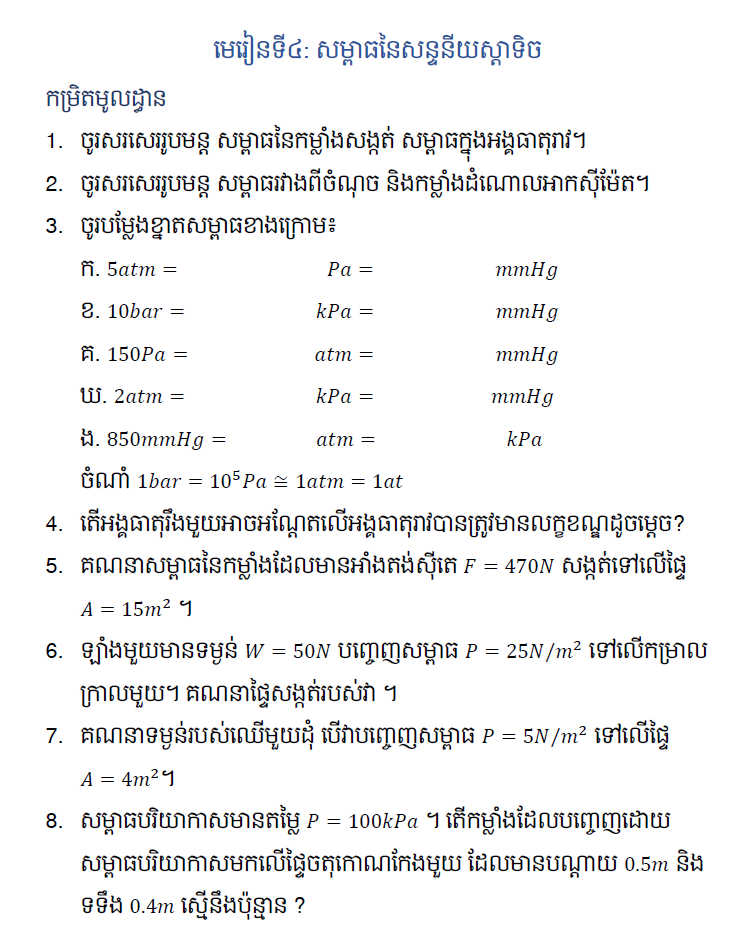 មេរៀនទី៤: សម្ពាធនៃសន្ទនីយស្តាទិច
កម្រិតមូលដ្ធាន
1. ចូរសរសេររូបមន្ត សម្ពាធនៃកម្លាំងសង្កត់ សម្ពាធក្នុងអង្គធាតុរាវ។
2. ចូរសរសេររូបមន្ត សម្ពាធរវាងពីចំណុច និងកម្លាំងដំណោលអាកស៊ីម៉ែត។
3. ចូរបម្លែងខ្នាតសម្ពាធខាងក្រោម៖
ក. 5atm = Pa = mmHg
ខ. 10bar = kPa = mmHg
គ. 150Pa = atm = mmHg
ឃ. 2atm = kPa = mmHg
ង. 850mmHg = atm = kPa
ចំណាំ 1bar = 10⁵Pa ≅ 1atm = 1at
4. តើអង្គធាតុរឹងមួយអាចអណ្តែតលើអង្គធាតុរាវបានត្រូវមានលក្ខខណ្ឌដូចម្តេច?
5. គណនាសម្ពាធនៃកម្លាំងដែលមានអាំងតង់ស៊ីតេ F = 470N សង្កត់ទៅលើផ្ទៃ
A = 15m² ។
6. ឡាំងមួយមានទម្ងន់ W = 50N បញ្ចេញសម្ពាធ P = 25N/m² ទៅលើកម្រាល
ក្រាលមួយ។ គណនាផ្ទៃសង្កត់របស់វា ។
7. គណនាទម្ងន់របស់ឈើមួយដុំ បើវាបញ្ចេញសម្ពាធ P = 5N/m² ទៅលើផ្ទៃ
A = 4m²។
8. សម្ពាធបរិយាកាសមានតម្លៃ P = 100kPa ។ តើកម្លាំងដែលបញ្ចេញដោយ
សម្ពាធបរិយាកាសមកលើផ្ទៃចតុកោណកែងមួយ ដែលមានបណ្តាយ 0.5m និង
ទទឹង 0.4m ស្មើនឹងប៉ុន្មាន ?